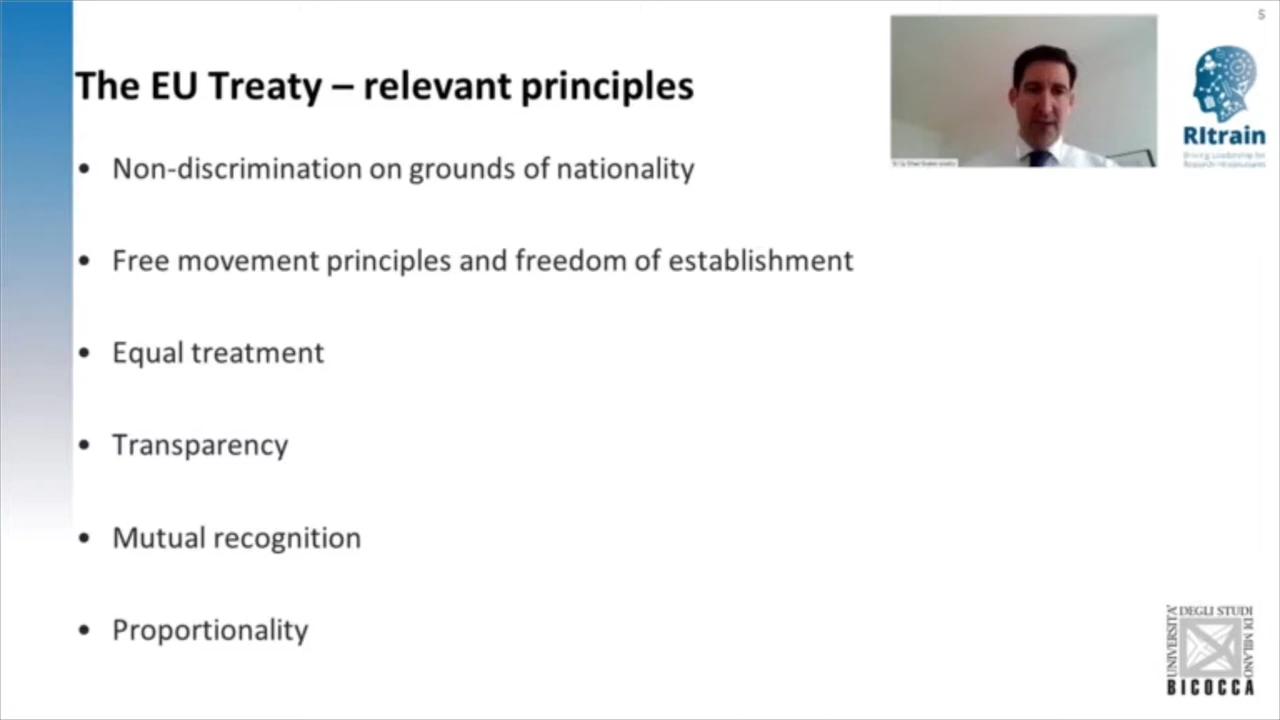 5
The EU Treaty – relevant principles
RItrain
• Non-discrimination on grounds of nationality
• Free movement principles and freedom of establishment
• Equal treatment
• Transparency
• Mutual recognition
• Proportionality
UNIVERSITÀ
DEGLI STUDI
DI MILANO
BICOCCA